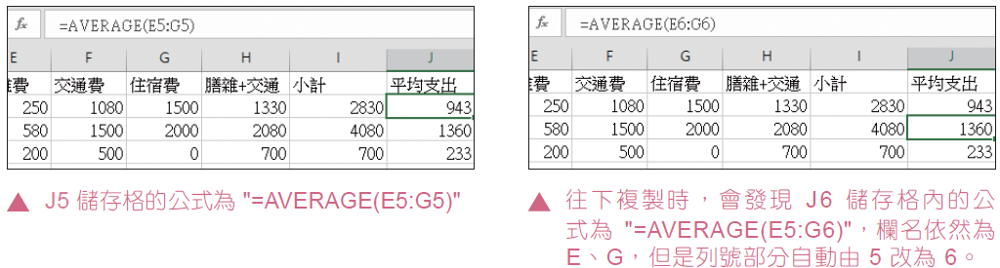 fx =AVERAGE(E5:G5)
E F G H I J
費 交通費 住宿費 膳雜+交通 小計 平均支出
250 1080 1500 1330 2830 943
580 1500 2000 2080 4080 1360
200 500 0 700 700 233
▲ J5 儲存格的公式為 "=AVERAGE(E5:G5)"
fx =AVERAGE(E6:G6)
E F G H I J
費 交通費 住宿費 膳雜+交通 小計 平均支出
250 1080 1500 1330 2830 943
580 1500 2000 2080 4080 1360
200 500 0 700 700 233
▲ 往下複製時，會發現 J6 儲存格內的公
式為 "=AVERAGE(E5:G6)"，欄名依然為
E、G，但是列號部分自動由 5 改為 6。